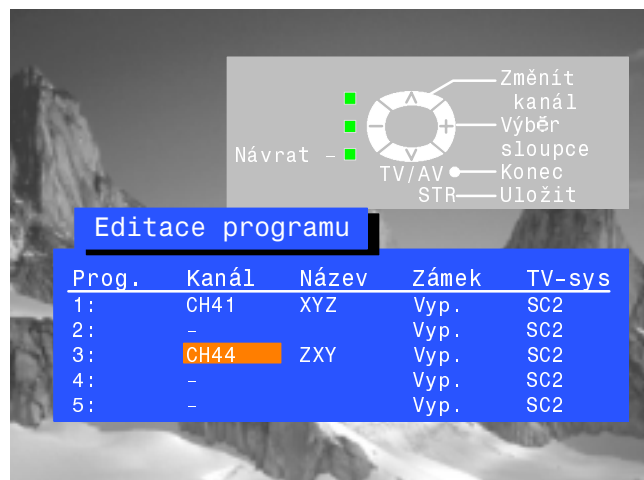 Změnít
kanál
Výběr
Návrat –
sloupce
TV/AV
Konec
STR
Uložit
Editace programu
Prog. Kanál Název Zámek TV–sys
1: CH41 XYZ Vyp. SC2
2: – Vyp. SC2
3: CH44 ZXY Vyp. SC2
4: – Vyp. SC2
5: – Vyp. SC2